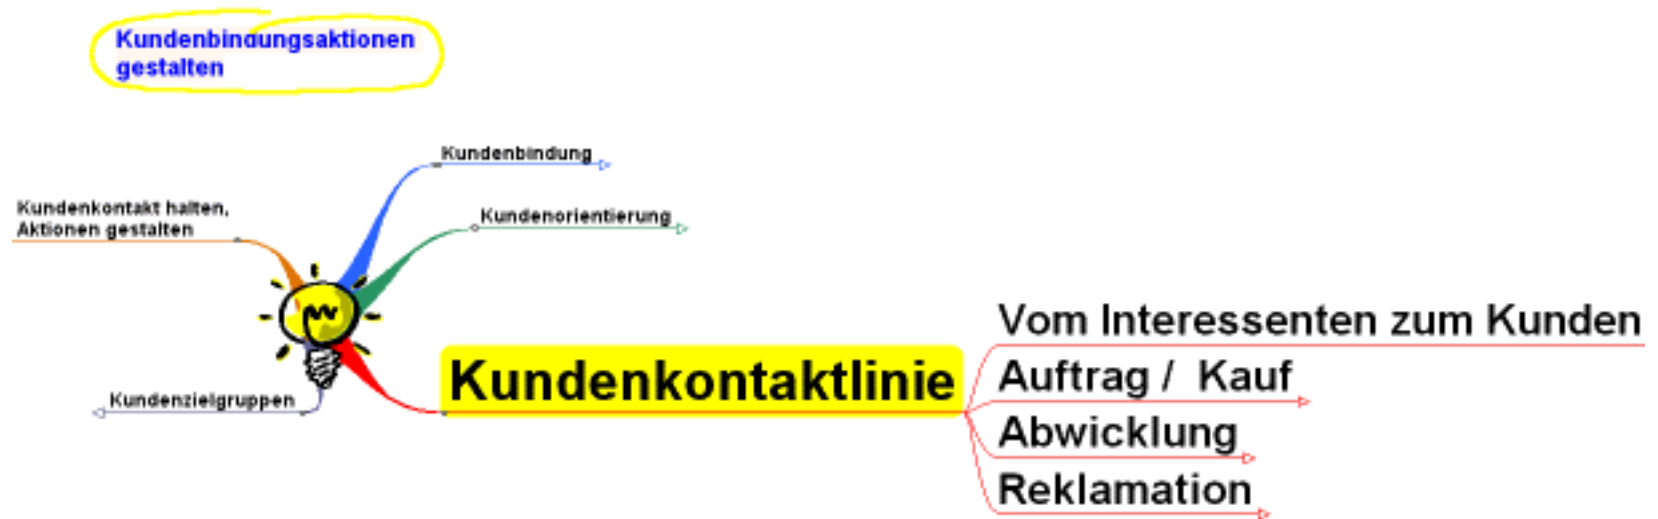 Kundenbindungsaktionen
gestalten
Kundenbindung
Kundenkontakt halten,
Aktionen gestalten
Kundenorientierung
Kundenzielgruppen
Kundenkontaktlinie
Vom Interessenten zum Kunden
Auftrag / Kauf
Abwicklung
Reklamation